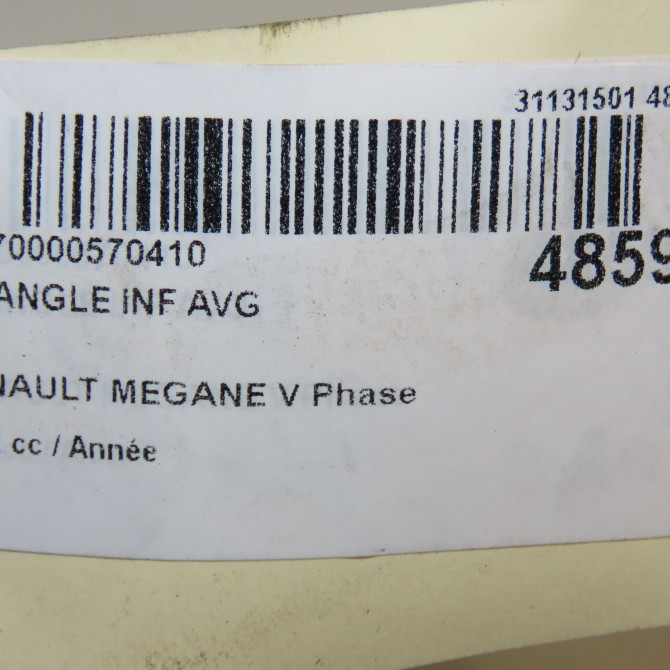 31131501 48
70000570410
4859
ANGLE INF AVG
NAULT MEGANE V Phase
cc / Année